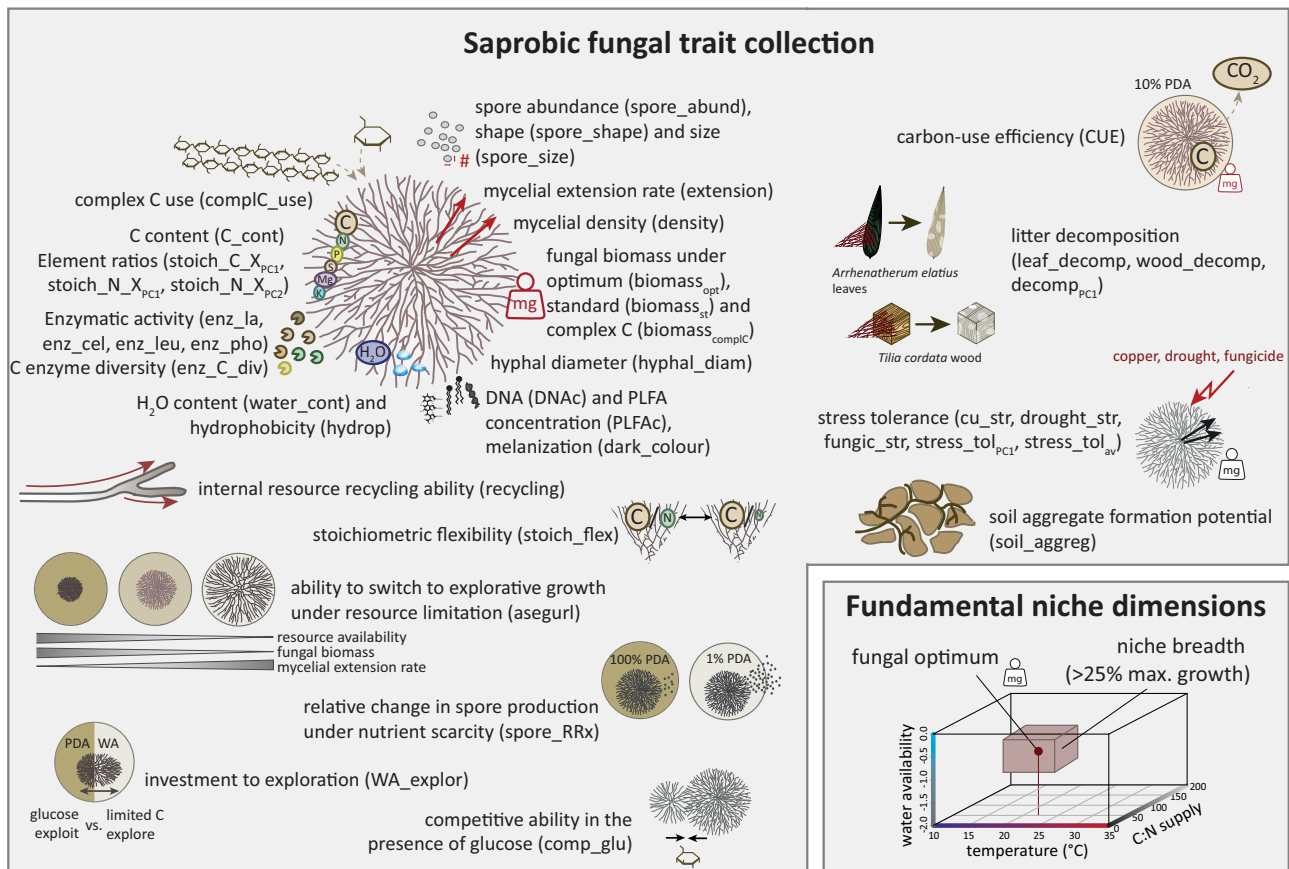 Saprobic fungal trait collection
spore abundance (spore_abund),
shape (spore_shape) and size
(spore_size)
#
complex C use (complC_use)
mycelial extension rate (extension)
mycelial density (density)
C content (C_cont)
Element ratios (stoich_C_X_PC1,
stoich_N_X_PC1, stoich_N_X_PC2)
C
N
P
S
Mg
K
fungal biomass under
optimum (biomass_opt),
standard (biomass_st) and
complex C (biomass_complC)
mg
Enzymatic activity (enz_la,
enz_cel, enz_leu, enz_pho)
C enzyme diversity (enz_C_div)
H2O
hyphal diameter (hyphal_diam)
H2O content (water_cont) and
hydrophobicity (hydrop)
DNA (DNAc) and PLFA
concentration (PLFAc),
melanization (dark_colour)
internal resource recycling ability (recycling)
stoichiometric flexibility (stoich_flex)
C N C N
ability to switch to explorative growth
under resource limitation (asegurl)
resource availability
fungal biomass
mycelial extension rate
100% PDA 1% PDA
relative change in spore production
under nutrient scarcity (spore_RRx)
PDA WA
investment to exploration (WA_explor)
glucose
exploit vs. limited C
explore
competitive ability in the
presence of glucose (comp_glu)
10% PDA
CO2
carbon-use efficiency (CUE)
C
mg
Arrhenatherum elatius
leaves
litter decomposition
(leaf_decomp, wood_decomp,
decomp_PC1)
Tilia cordata wood
copper, drought, fungicide
stress tolerance (cu_str, drought_str,
fungic_str, stress_tol_PC1, stress_tol_av)
mg
soil aggregate formation potential
(soil_aggreg)
Fundamental niche dimensions
fungal optimum
mg
niche breadth
(>25% max. growth)
water availability
0.0
-0.5
-1.0
-1.5
-2.0
10 15 20 25 30 35
temperature (°C)
0 50 100 150 200
C:N supply